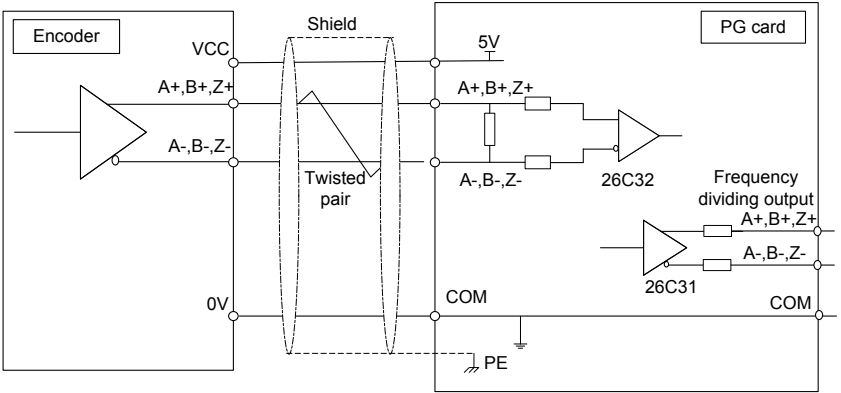 Encoder
Shield
PG card
VCC
5V
A+,B+,Z+
A+,B+,Z+
A-,B-,Z-
Twisted
pair
A-,B-,Z-
26C32
Frequency
dividing output
A+,B+,Z+
A-,B-,Z-
26C31
0V
COM
COM
PE